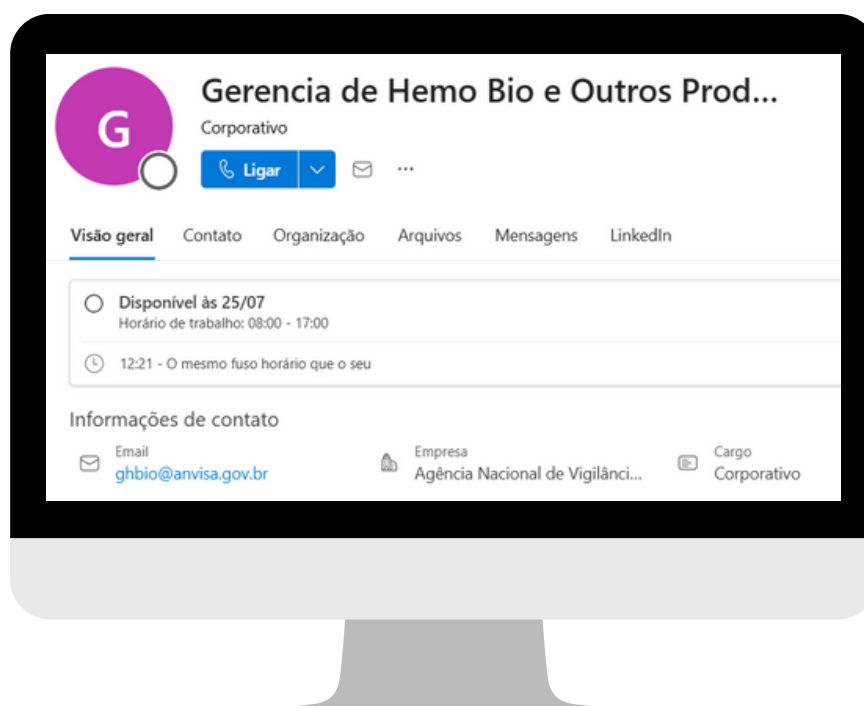 G
Gerencia de Hemo Bio e Outros Prod...
Corporativo
Ligar
...
Visão geral Contato Organização Arquivos Mensagens LinkedIn
Disponível às 25/07
Horário de trabalho: 08:00 - 17:00
12:21 - O mesmo fuso horário que o seu
Informações de contato
Email Empresa Cargo
ghbio@anvisa.gov.br Agência Nacional de Vigilânci... Corporativo